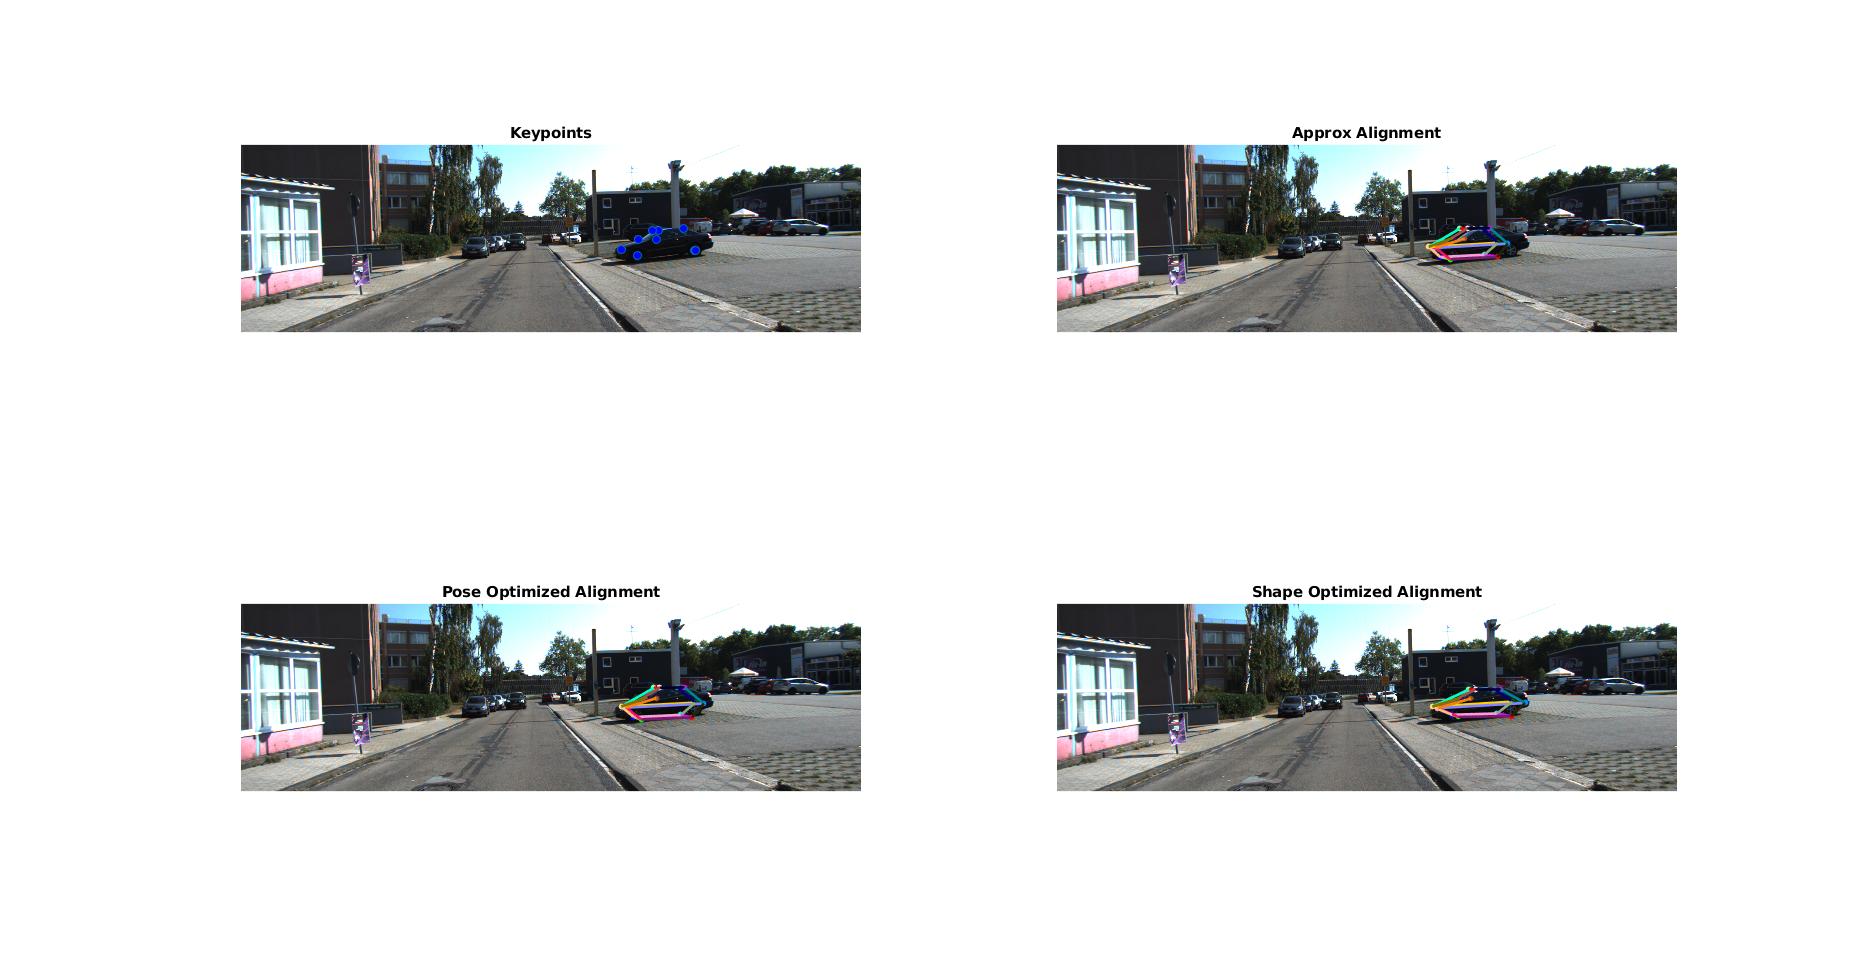 Keypoints
Approx Alignment
Pose Optimized Alignment
Shape Optimized Alignment